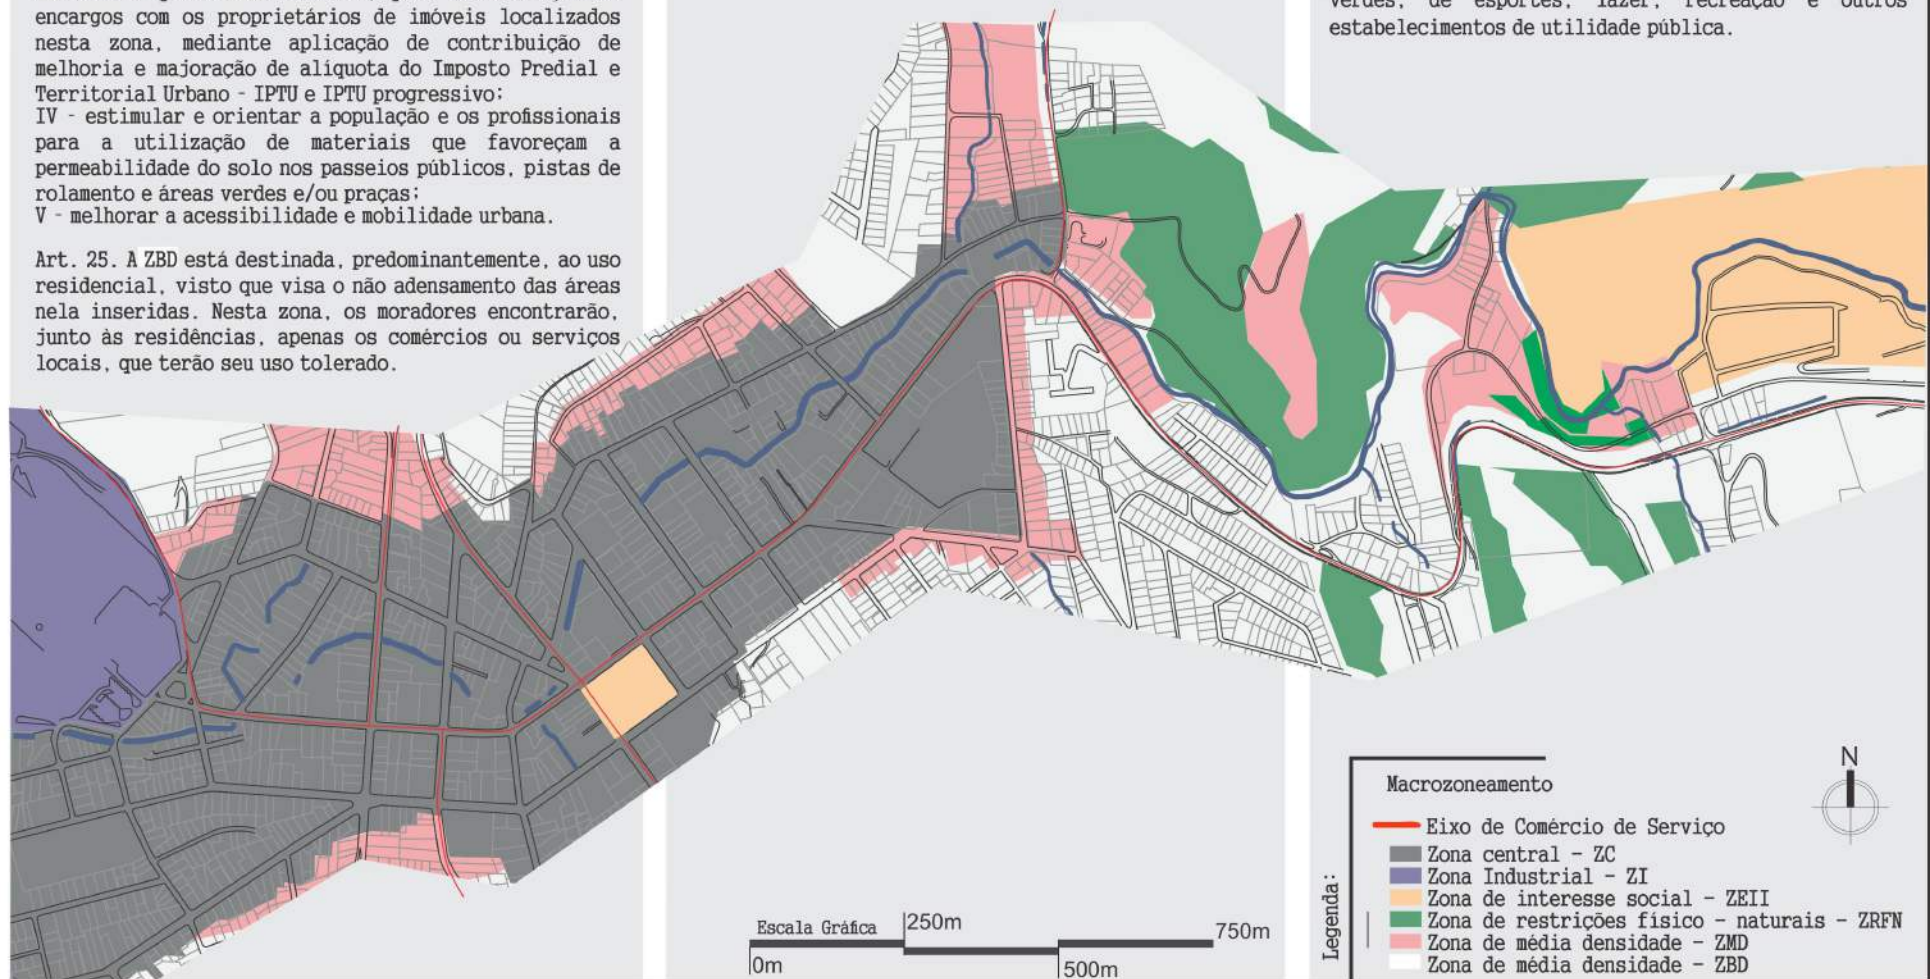 encargos com os proprietários de imóveis localizados
nesta zona, mediante aplicação de contribuição de
melhoria e majoração de alíquota do Imposto Predial e
Territorial Urbano - IPTU e IPTU progressivo;
IV - estimular e orientar a população e os profissionais
para a utilização de materiais que favoreçam a
permeabilidade do solo nos passeios públicos, pistas de
rolamento e áreas verdes e/ou praças;
V - melhorar a acessibilidade e mobilidade urbana.
Art. 25. A ZBD está destinada, predominantemente, ao uso
residencial, visto que visa o não adensamento das áreas
nela inseridas. Nesta zona, os moradores encontrarão,
junto às residências, apenas os comércios ou serviços
locais, que terão seu uso tolerado.
verdes, de esportes, lazer, recreação e outros
estabelecimentos de utilidade pública.
Escala Gráfica
250m
750m
0m
500m
N
Legenda:
Macrozoneamento
Eixo de Comércio de Serviço
Zona central - ZC
Zona Industrial - ZI
Zona de interesse social - ZEII
Zona de restrições físico - naturais - ZRFN
Zona de média densidade - ZMD
Zona de média densidade - ZBD